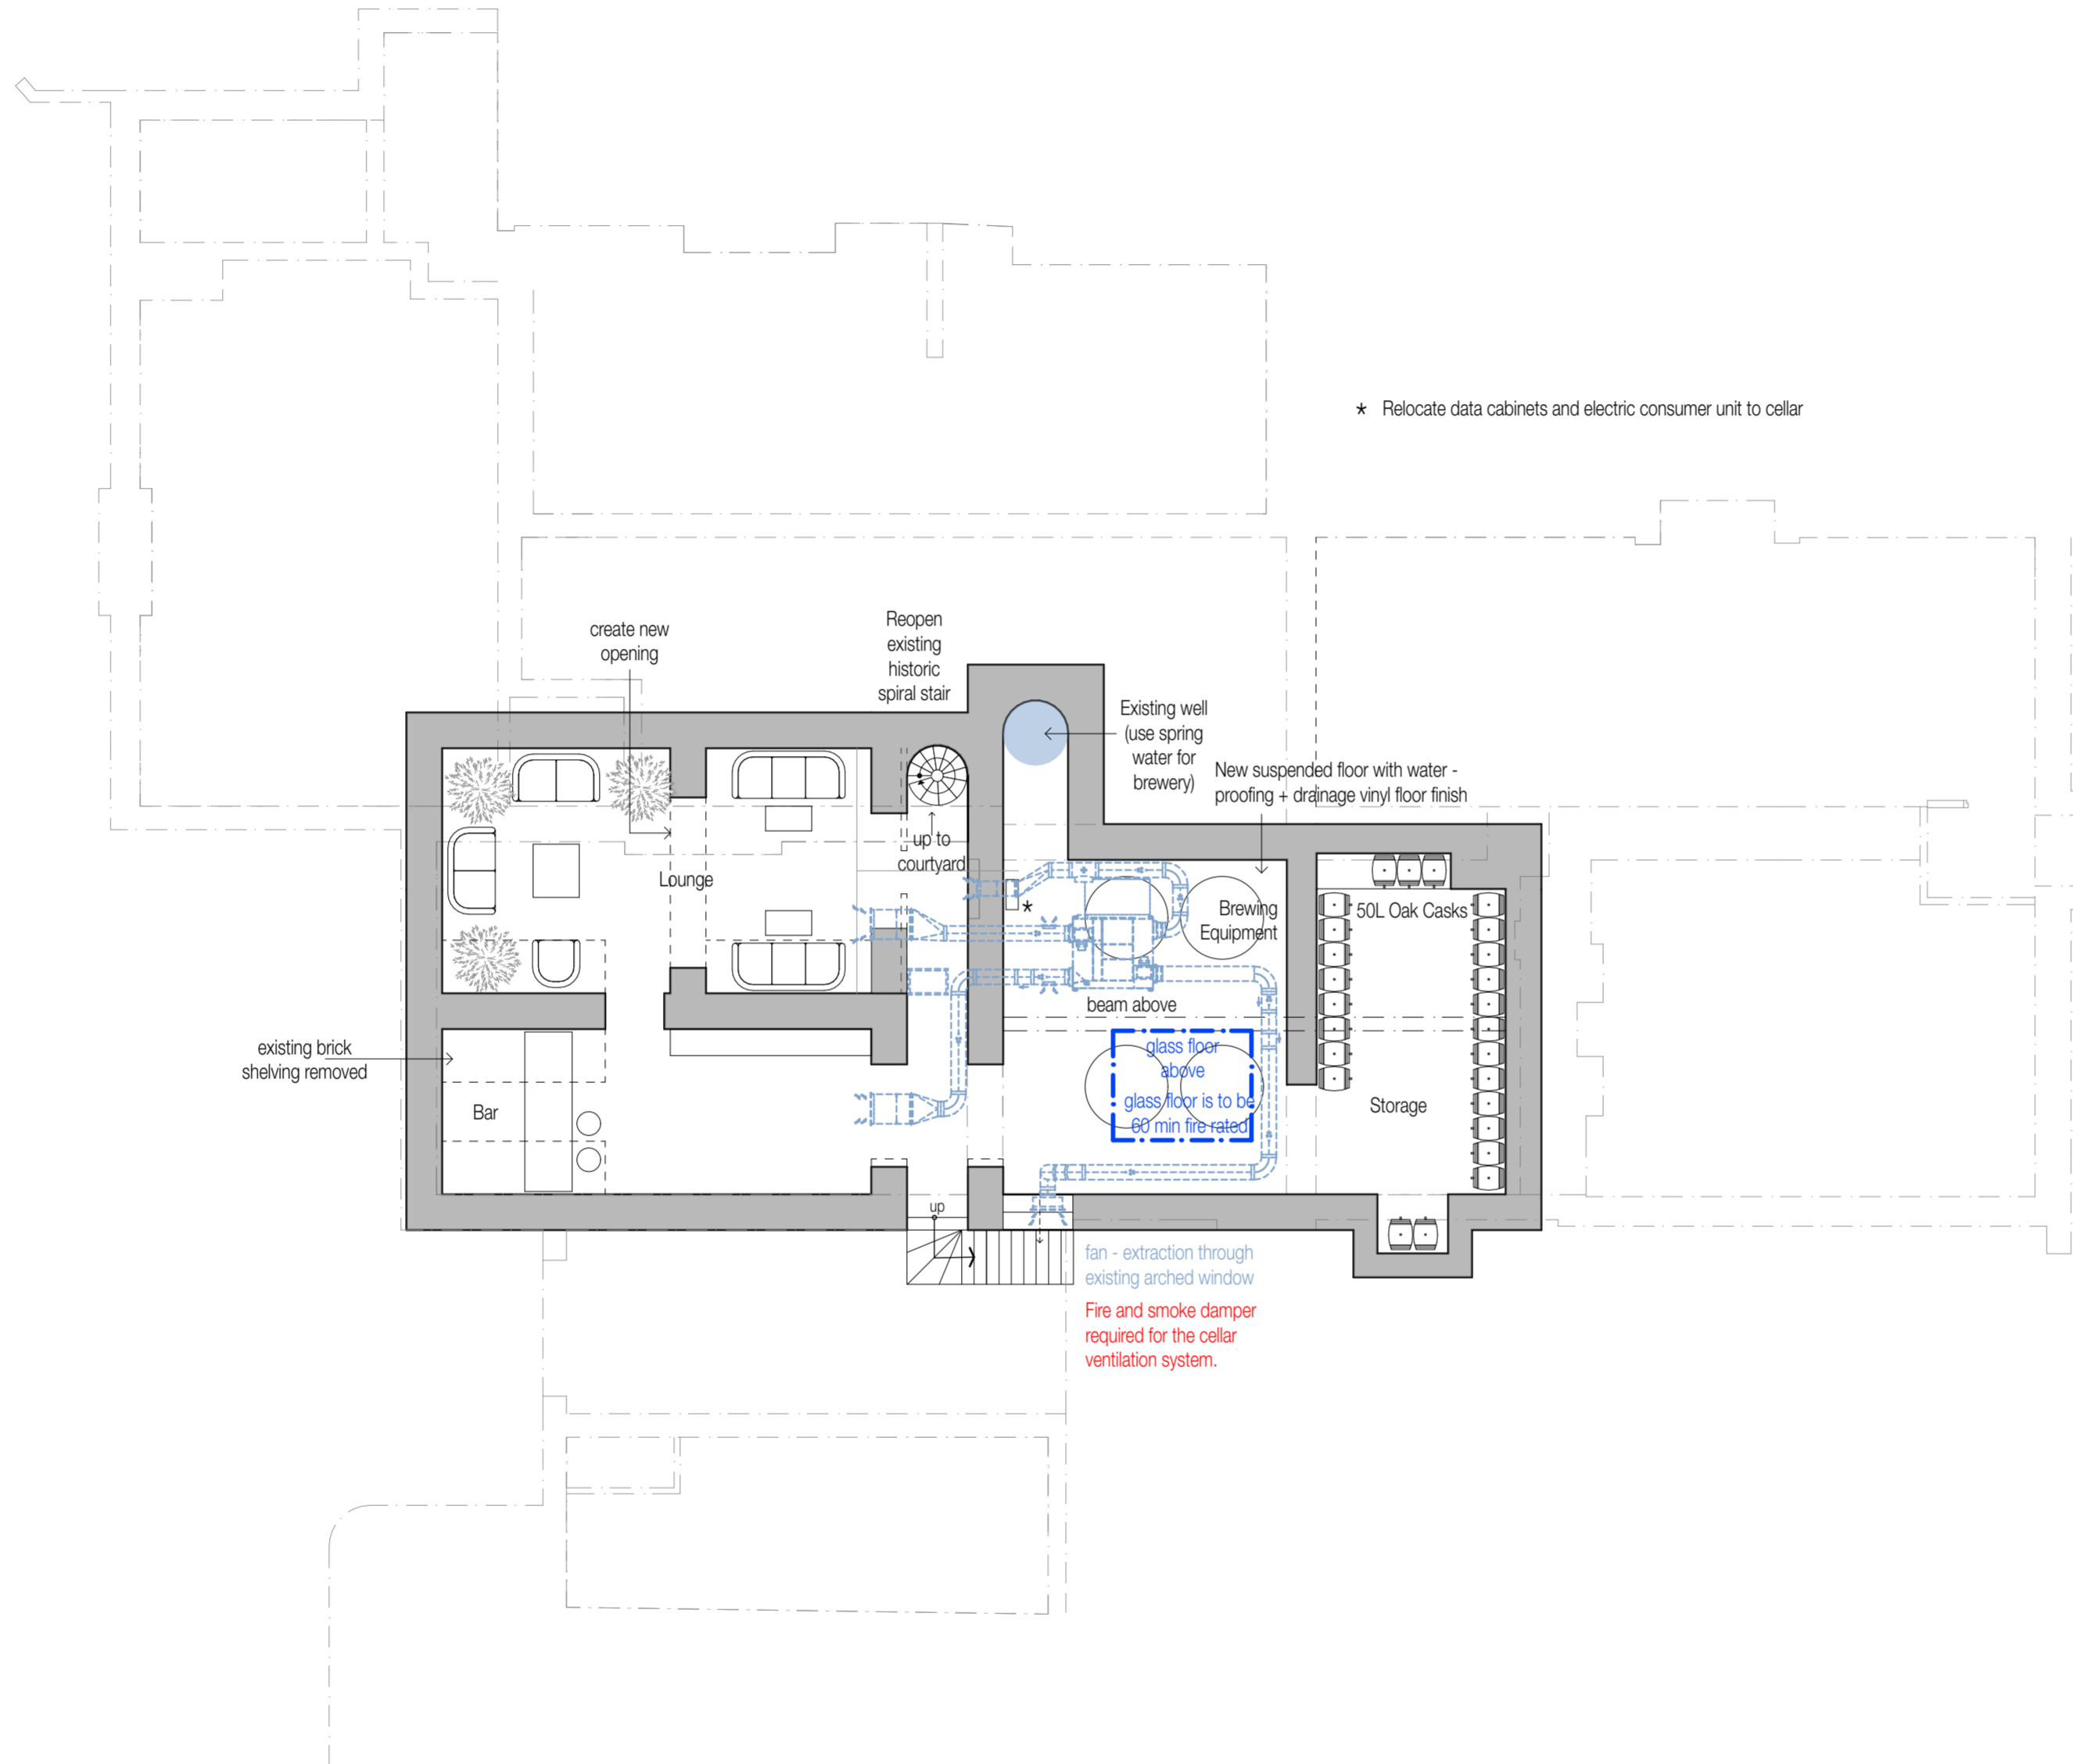 * Relocate data cabinets and electric consumer unit to cellar
create new
opening
Reopen
existing
historic
spiral stair
Existing well
(use spring
water for
brewery)
New suspended floor with water -
proofing + drainage vinyl floor finish
up to
courtyard
Lounge
*
Brewing
Equipment
50L Oak Casks
beam above
existing brick
shelving removed
glass floor
above
glass floor is to be
60 min fire rated
Bar
Storage
up
fan - extraction through
existing arched window
Fire and smoke damper
required for the cellar
ventilation system.